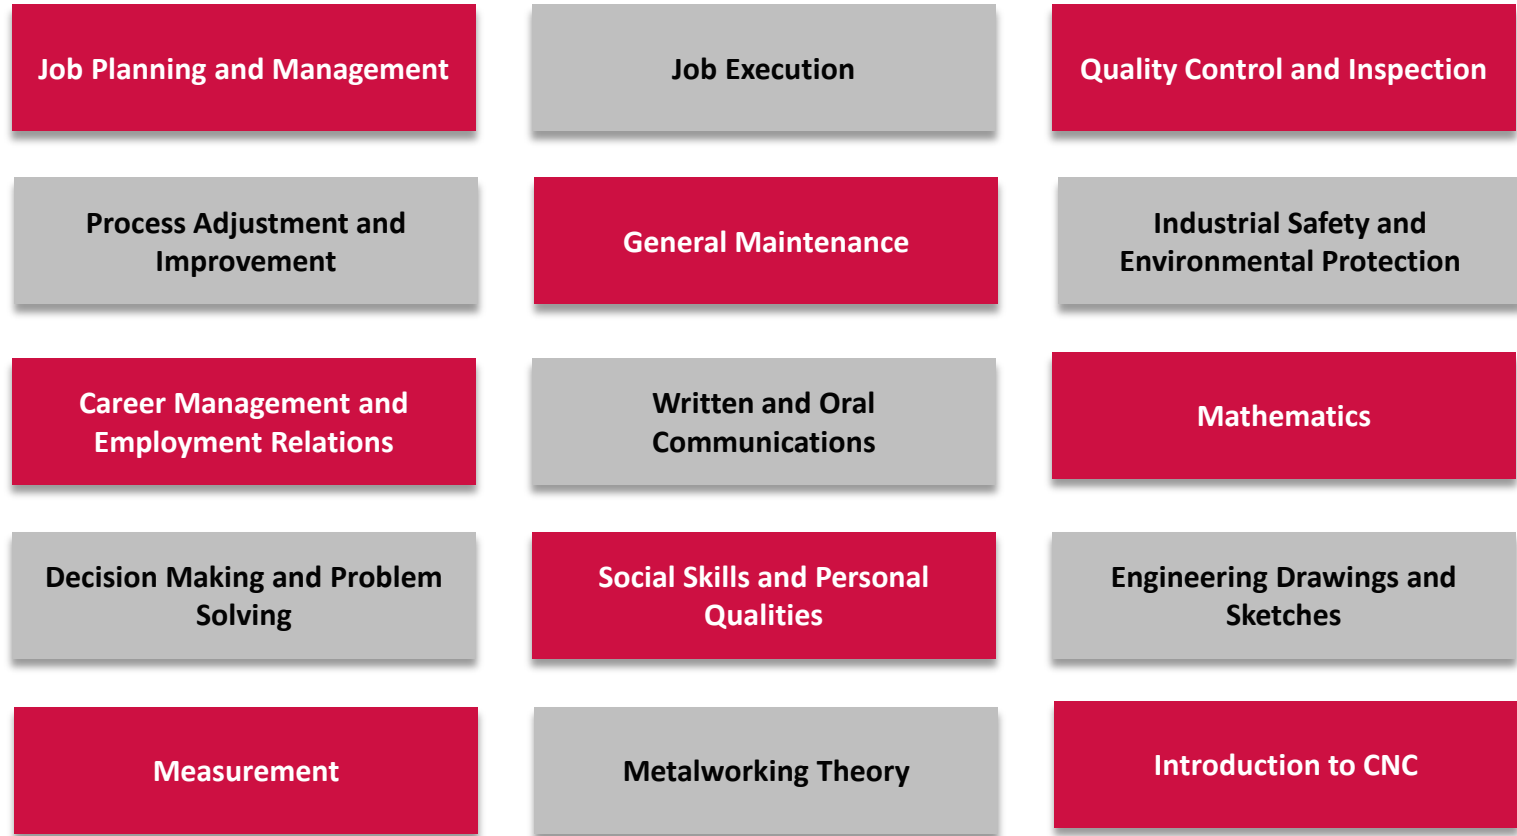 Job Planning and Management
Job Execution
Quality Control and Inspection
Process Adjustment and
Improvement
General Maintenance
Industrial Safety and
Environmental Protection
Career Management and
Employment Relations
Written and Oral
Communications
Mathematics
Decision Making and Problem
Solving
Social Skills and Personal
Qualities
Engineering Drawings and
Sketches
Measurement
Metalworking Theory
Introduction to CNC